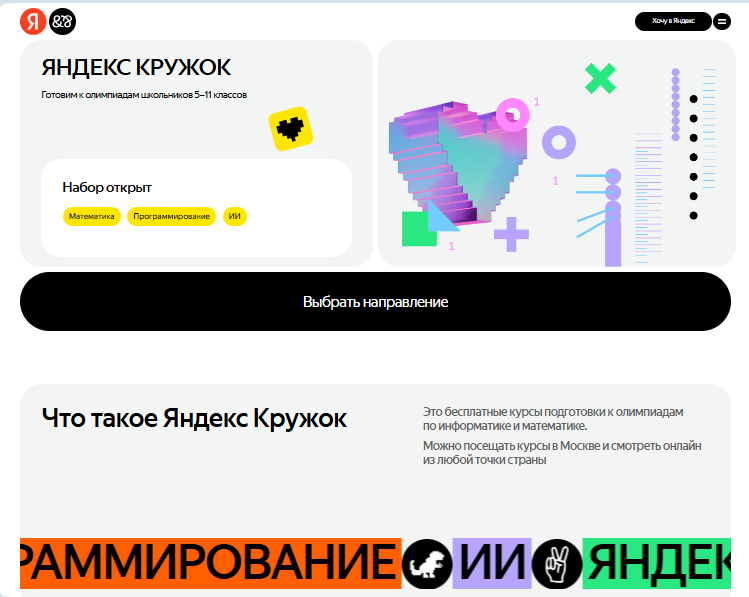 Я
Хочу в Яндекс
ЯНДЕКС КРУЖОК
Готовим к олимпиадам школьников 5–11 классов
Набор открыт
Математика
Программирование
ИИ
1
1
1
Выбрать направление
Что такое Яндекс Кружок
Это бесплатные курсы подготовки к олимпиадам
по информатике и математике.
Можно посещать курсы в Москве и смотреть онлайн
из любой точки страны
РАММИРОВАНИЕ
ИИ
ЯНДЕК